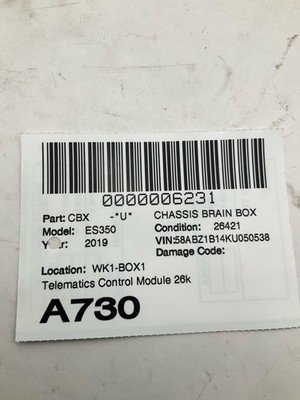 0000006231
Part: CBX -*U* CHASSIS BRAIN BOX
Model: ES350 Condition: 26421
Year: 2019 VIN:58ABZ1B14KU050538
Damage Code:
Location: WK1-BOX1
Telematics Control Module 26k
A730